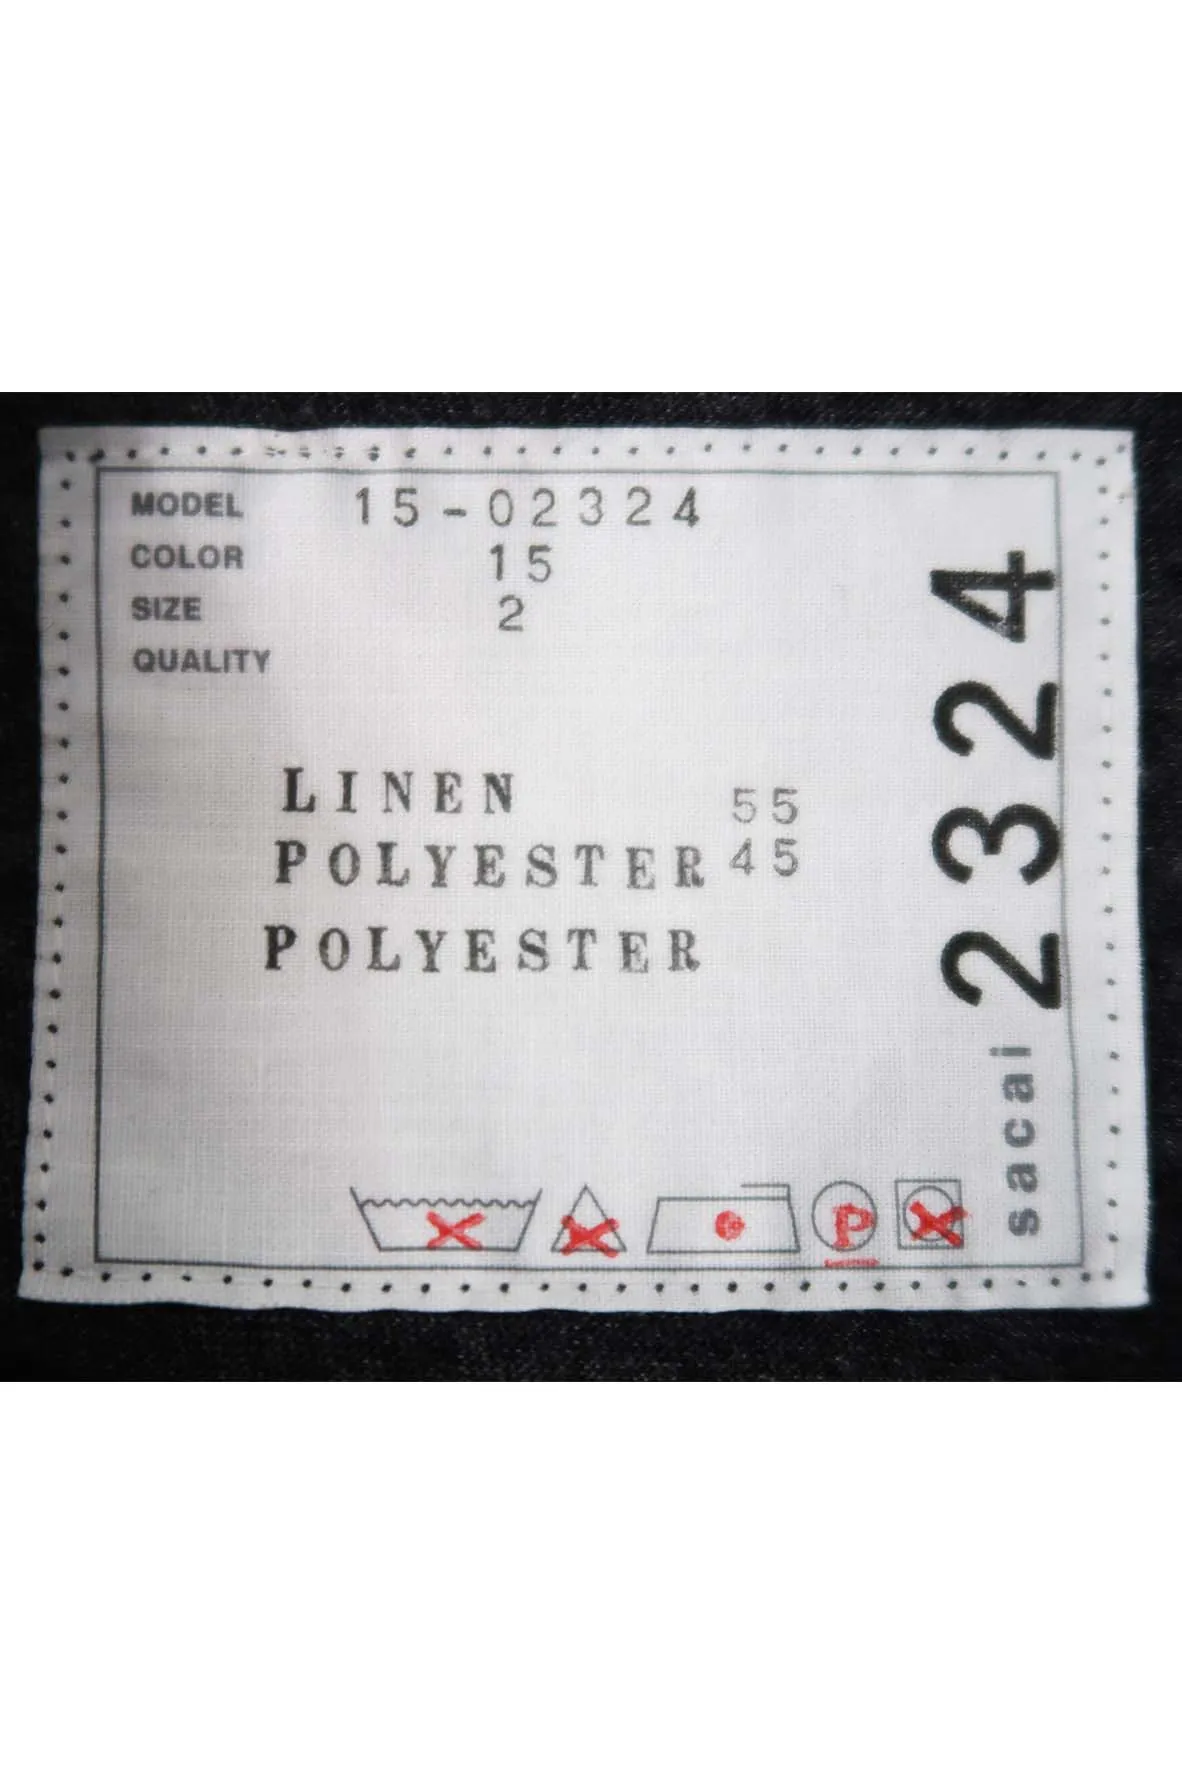 MODEL 15-02324
COLOR 15
SIZE 2
QUALITY
LINEN 55
POLYESTER 45
POLYESTER
P
sacai 2324